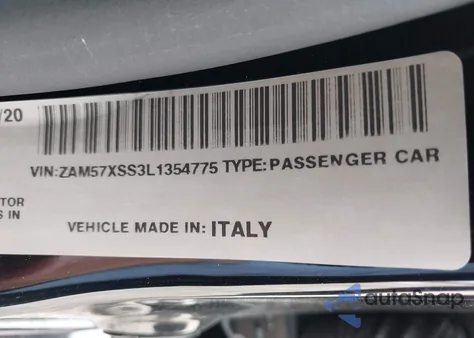 /20
VIN:ZAM57XSS3L1354775 TYPE:PASSENGER CAR
TOR
S IN
VEHICLE MADE IN: ITALY
autoSnap